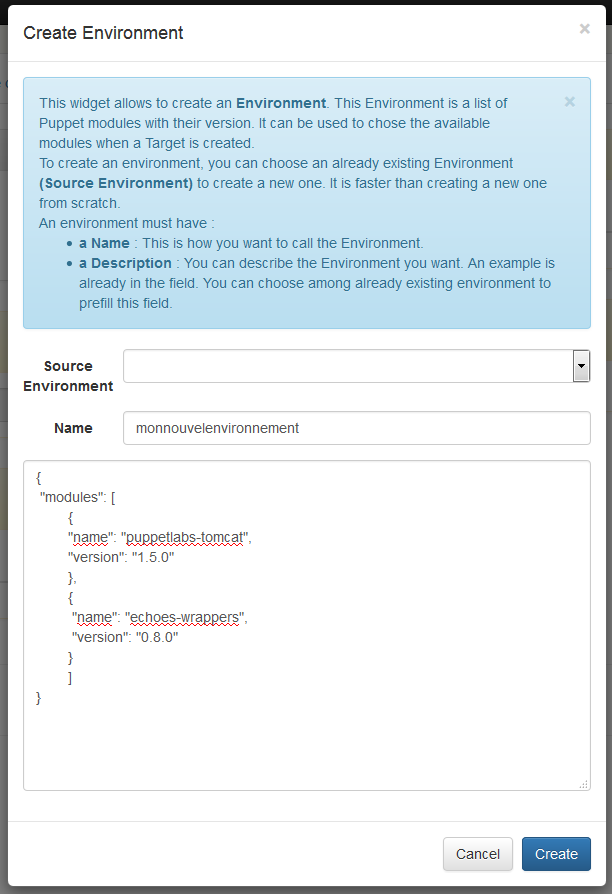 Create Environment ×
This widget allows to create an Environment. This Environment is a list of ×
Puppet modules with their version. It can be used to chose the available
modules when a Target is created.
To create an environment, you can choose an already existing Environment
(Source Environment) to create a new one. It is faster than creating a new one
from scratch.
An environment must have :
• a Name : This is how you want to call the Environment.
• a Description : You can describe the Environment you want. An example is
already in the field. You can choose among already existing environment to
prefill this field.
Source
Environment
Name monnouvelenvironnement
{
"modules": [
{
"name": "puppetlabs-tomcat",
"version": "1.5.0"
},
{
"name": "echoes-wrappers",
"version": "0.8.0"
}
]
}
Cancel Create